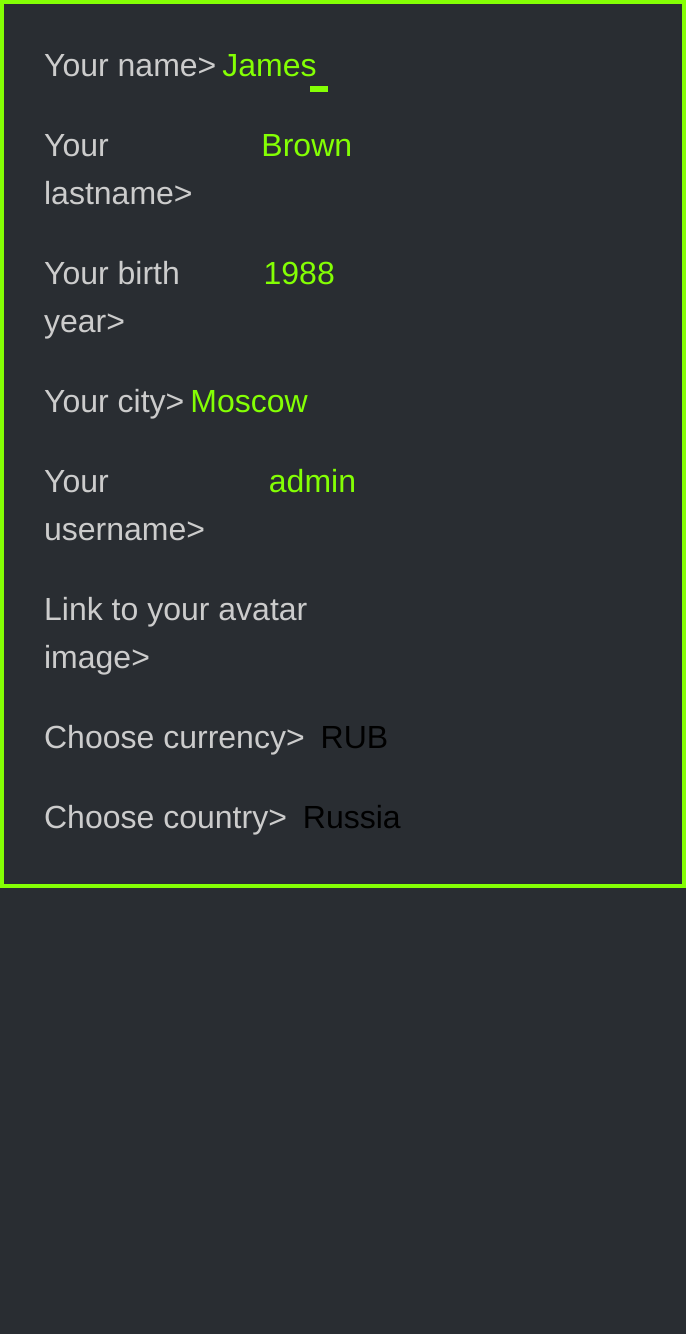 Your name> James_
Your Brown
lastname>
Your birth 1988
year>
Your city> Moscow
Your admin
username>
Link to your avatar
image>
Choose currency> RUB
Choose country> Russia